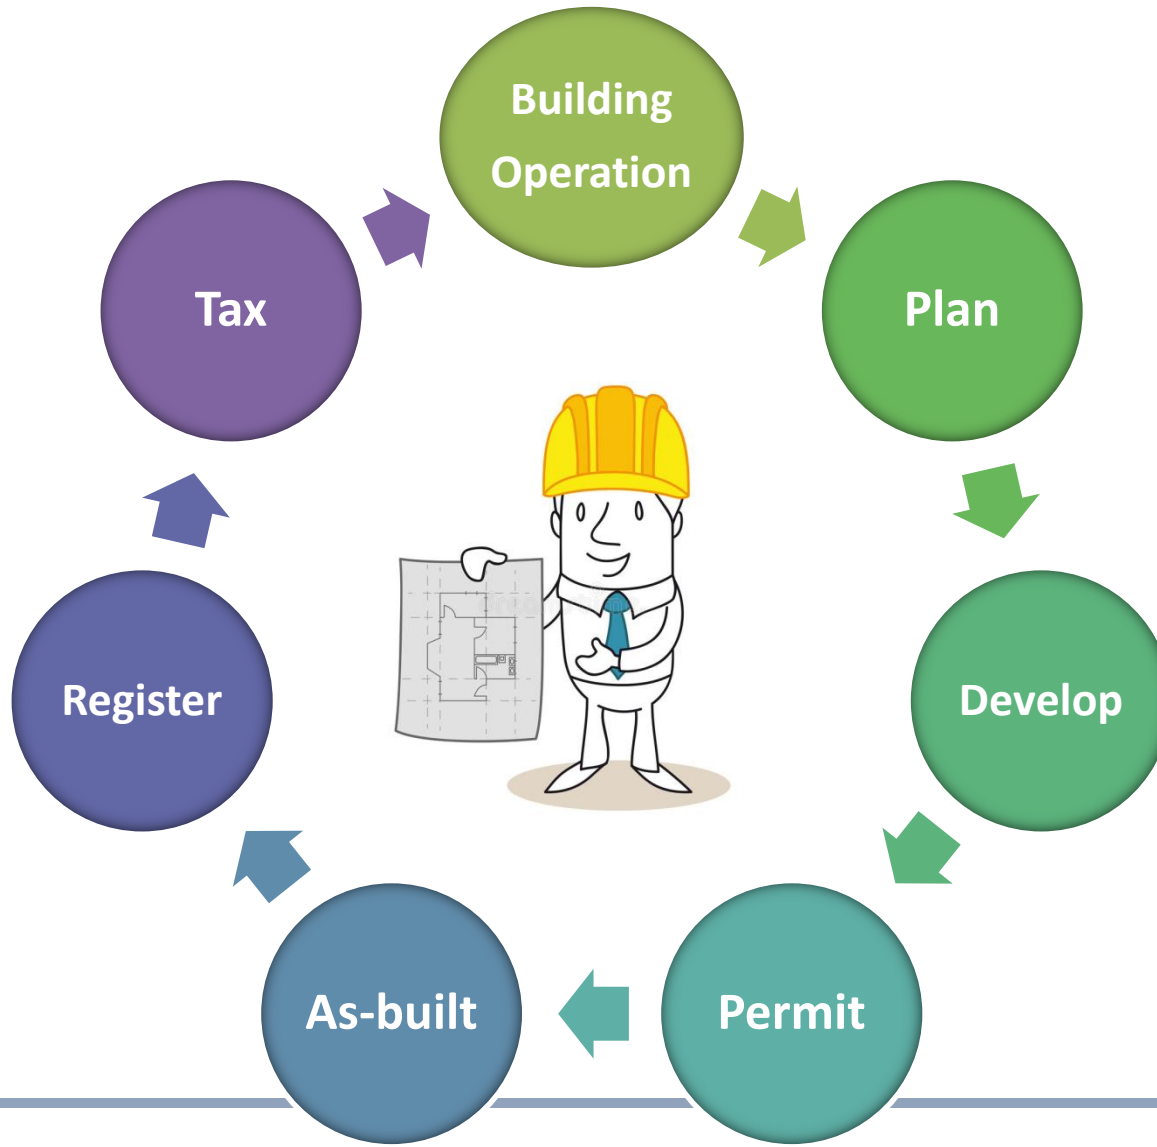 Building
Operation
Plan
Tax
Develop
Register
Permit
As-built